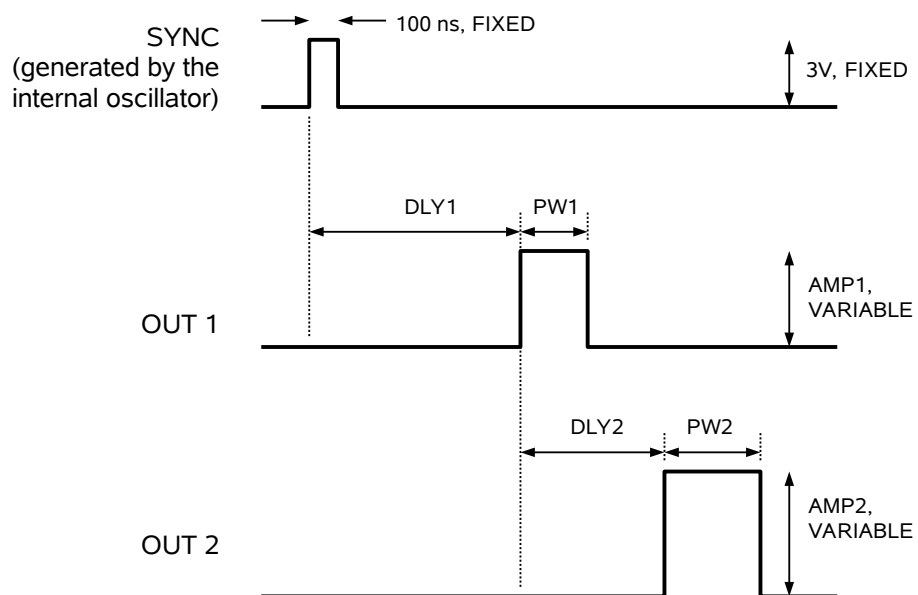 100 ns, FIXED
SYNC
(generated by the
internal oscillator)
3V, FIXED
DLY1
PW1
AMP1,
VARIABLE
OUT 1
DLY2
PW2
AMP2,
VARIABLE
OUT 2